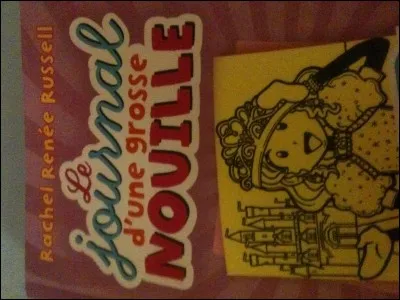 Rachel Renée Russell
Le
journal
d'une grosse
NOUILLE